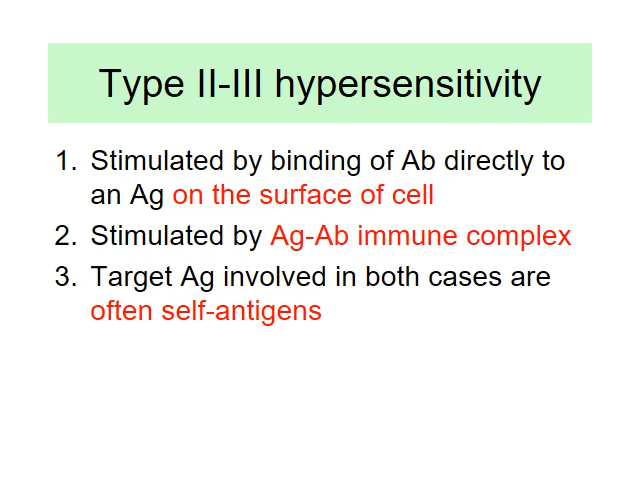 Type II-III hypersensitivity
1. Stimulated by binding of Ab directly to
an Ag on the surface of cell
2. Stimulated by Ag-Ab immune complex
3. Target Ag involved in both cases are
often self-antigens